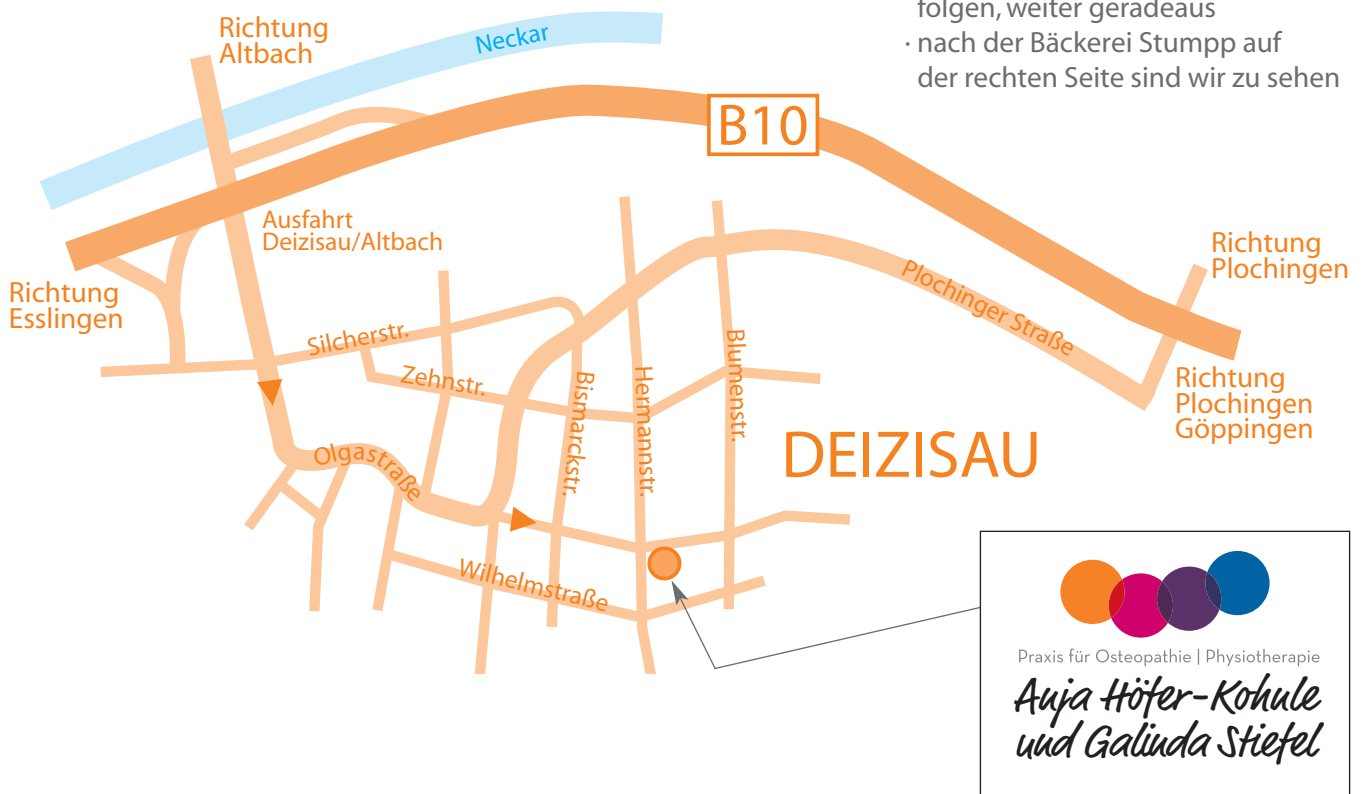 folgen, weiter geradeaus
· nach der Bäckerei Stumpp auf
der rechten Seite sind wir zu sehen
Richtung
Altbach
Neckar
B10
Ausfahrt
Deizisau/Altbach
Richtung
Esslingen
Richtung
Plochingen
Plochinger Straße
Silcherstr.
Zehnstr.
Bismarckstr.
Hermannstr.
Blumenstr.
Richtung
Plochingen
Göppingen
Olgastraße
DEIZISAU
Wilhelmstraße
Praxis für Osteopathie | Physiotherapie
Anja Höfer-Kohnle
und Galinda Stiefel